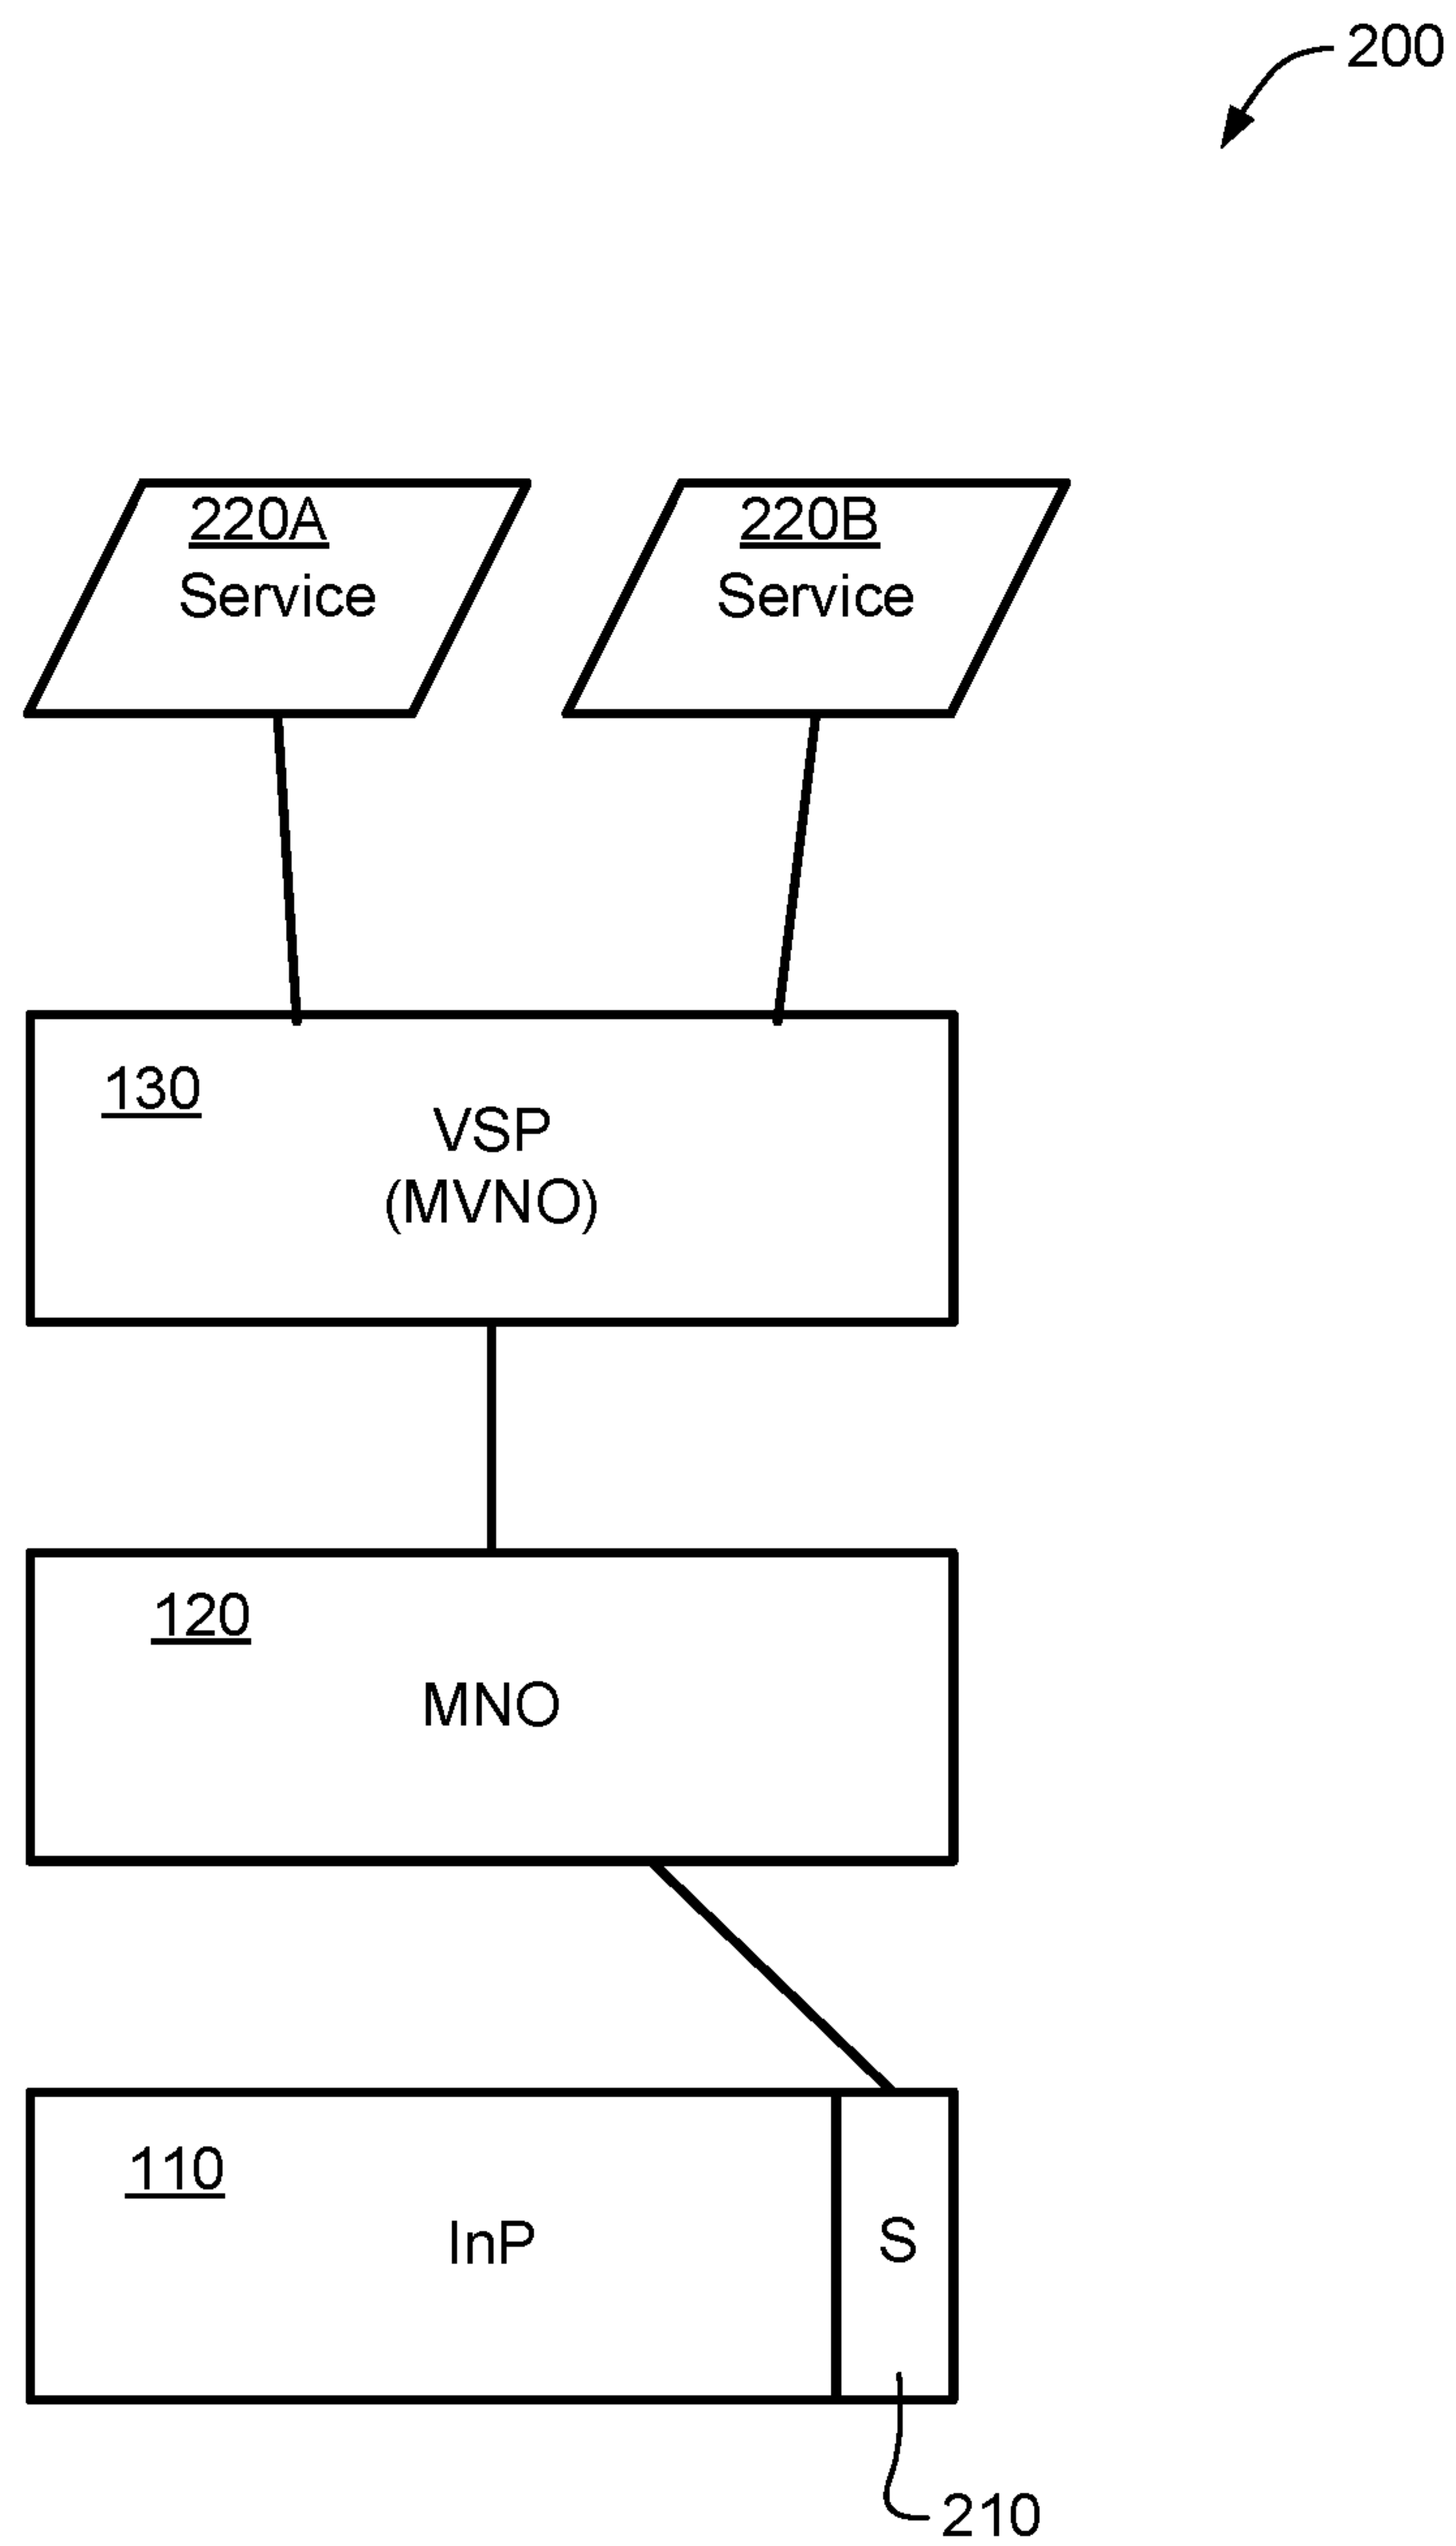 200
220A
Service
220B
Service
130
VSP
(MVNO)
120
MNO
110
InP
S
210